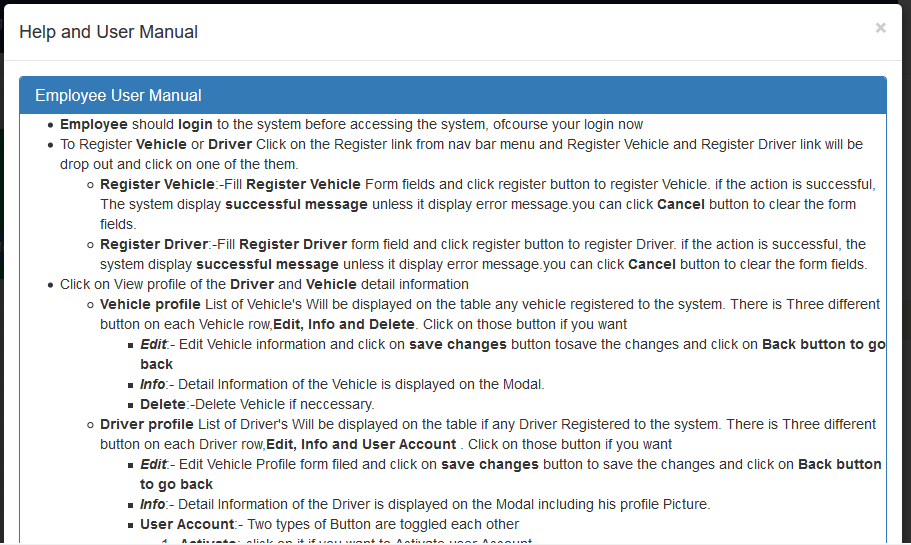 Help and User Manual
×
Employee User Manual
• Employee should login to the system before accessing the system, ofcourse your login now
• To Register Vehicle or Driver Click on the Register link from nav bar menu and Register Vehicle and Register Driver link will be
drop out and click on one of the them.
○ Register Vehicle:-Fill Register Vehicle Form fields and click register button to register Vehicle. if the action is successful,
The system display successful message unless it display error message.you can click Cancel button to clear the form
fields.
○ Register Driver:-Fill Register Driver form field and click register button to register Driver. if the action is successful, the
system display successful message unless it display error message.you can click Cancel button to clear the form fields.
• Click on View profile of the Driver and Vehicle detail information
○ Vehicle profile List of Vehicle's Will be displayed on the table any vehicle registered to the system. There is Three different
button on each Vehicle row,Edit, Info and Delete. Click on those button if you want
▪ Edit:- Edit Vehicle information and click on save changes button tosave the changes and click on Back button to go
back
▪ Info:- Detail Information of the Vehicle is displayed on the Modal.
▪ Delete:-Delete Vehicle if neccessary.
○ Driver profile List of Driver's Will be displayed on the table if any Driver Registered to the system. There is Three different
button on each Driver row,Edit, Info and User Account . Click on those button if you want
▪ Edit:- Edit Vehicle Profile form filed and click on save changes button to save the changes and click on Back button
to go back
▪ Info:- Detail Information of the Driver is displayed on the Modal including his profile Picture.
▪ User Account:- Two types of Button are toggled each other
1. Activate:- click on it if you want to Activate user Account